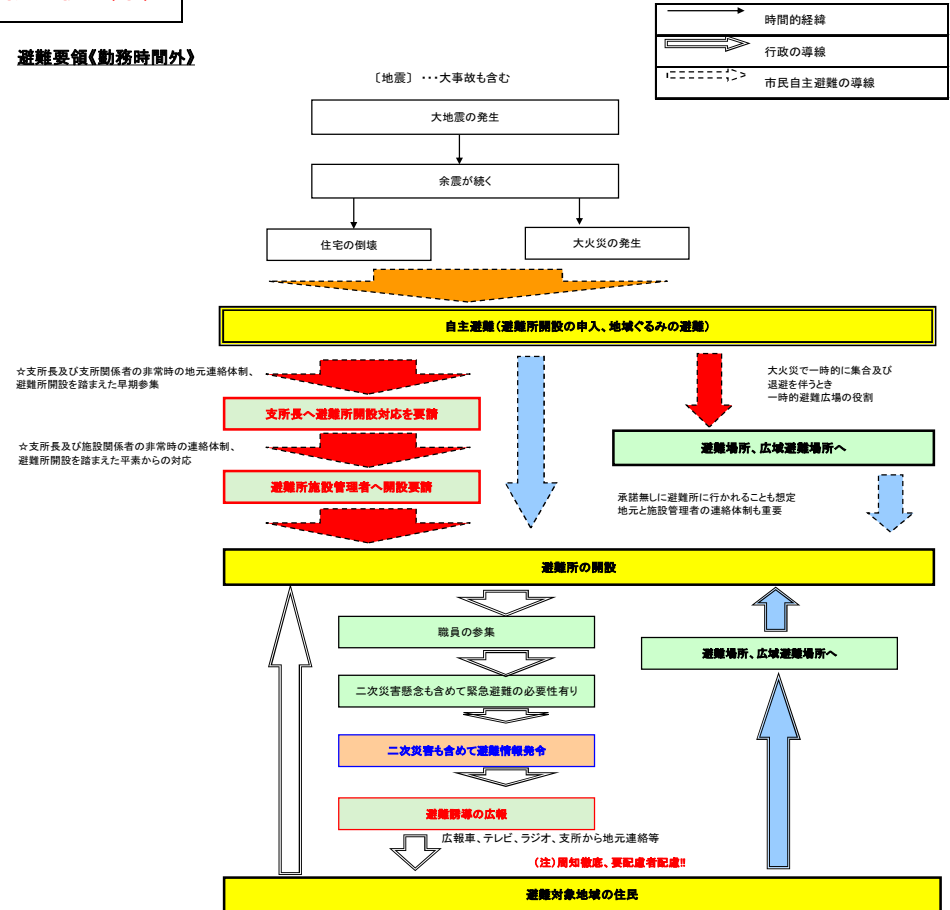 時間的経緯
行政の導線
市民自主避難の導線
避難要領《勤務時間外》
〔地震〕 ・・・大事故も含む
大地震の発生
余震が続く
住宅の倒壊
大火災の発生
自主避難（避難所開設の申入、地域ぐるみの避難）
☆支所長及び支所関係者の非常時の地元連絡体制、
避難所開設を踏まえた早期参集
大火災で一時的に集合及び
退避を伴うとき
一時的避難広場の役割
支所長へ避難所開設対応を要請
☆支所長及び施設関係者の非常時の連絡体制、
避難所開設を踏まえた平素からの対応
避難場所、広域避難場所へ
避難所施設管理者へ開設要請
承諾無しに避難所に行かれることも想定
地元と施設管理者の連絡体制も重要
避難所の開設
職員の参集
避難場所、広域避難場所へ
二次災害懸念も含めて緊急避難の必要性有り
二次災害も含めて避難情報発令
避難誘導の広報
広報車、テレビ、ラジオ、支所から地元連絡等
（注）周知徹底、要配慮者配慮!!
避難対象地域の住民